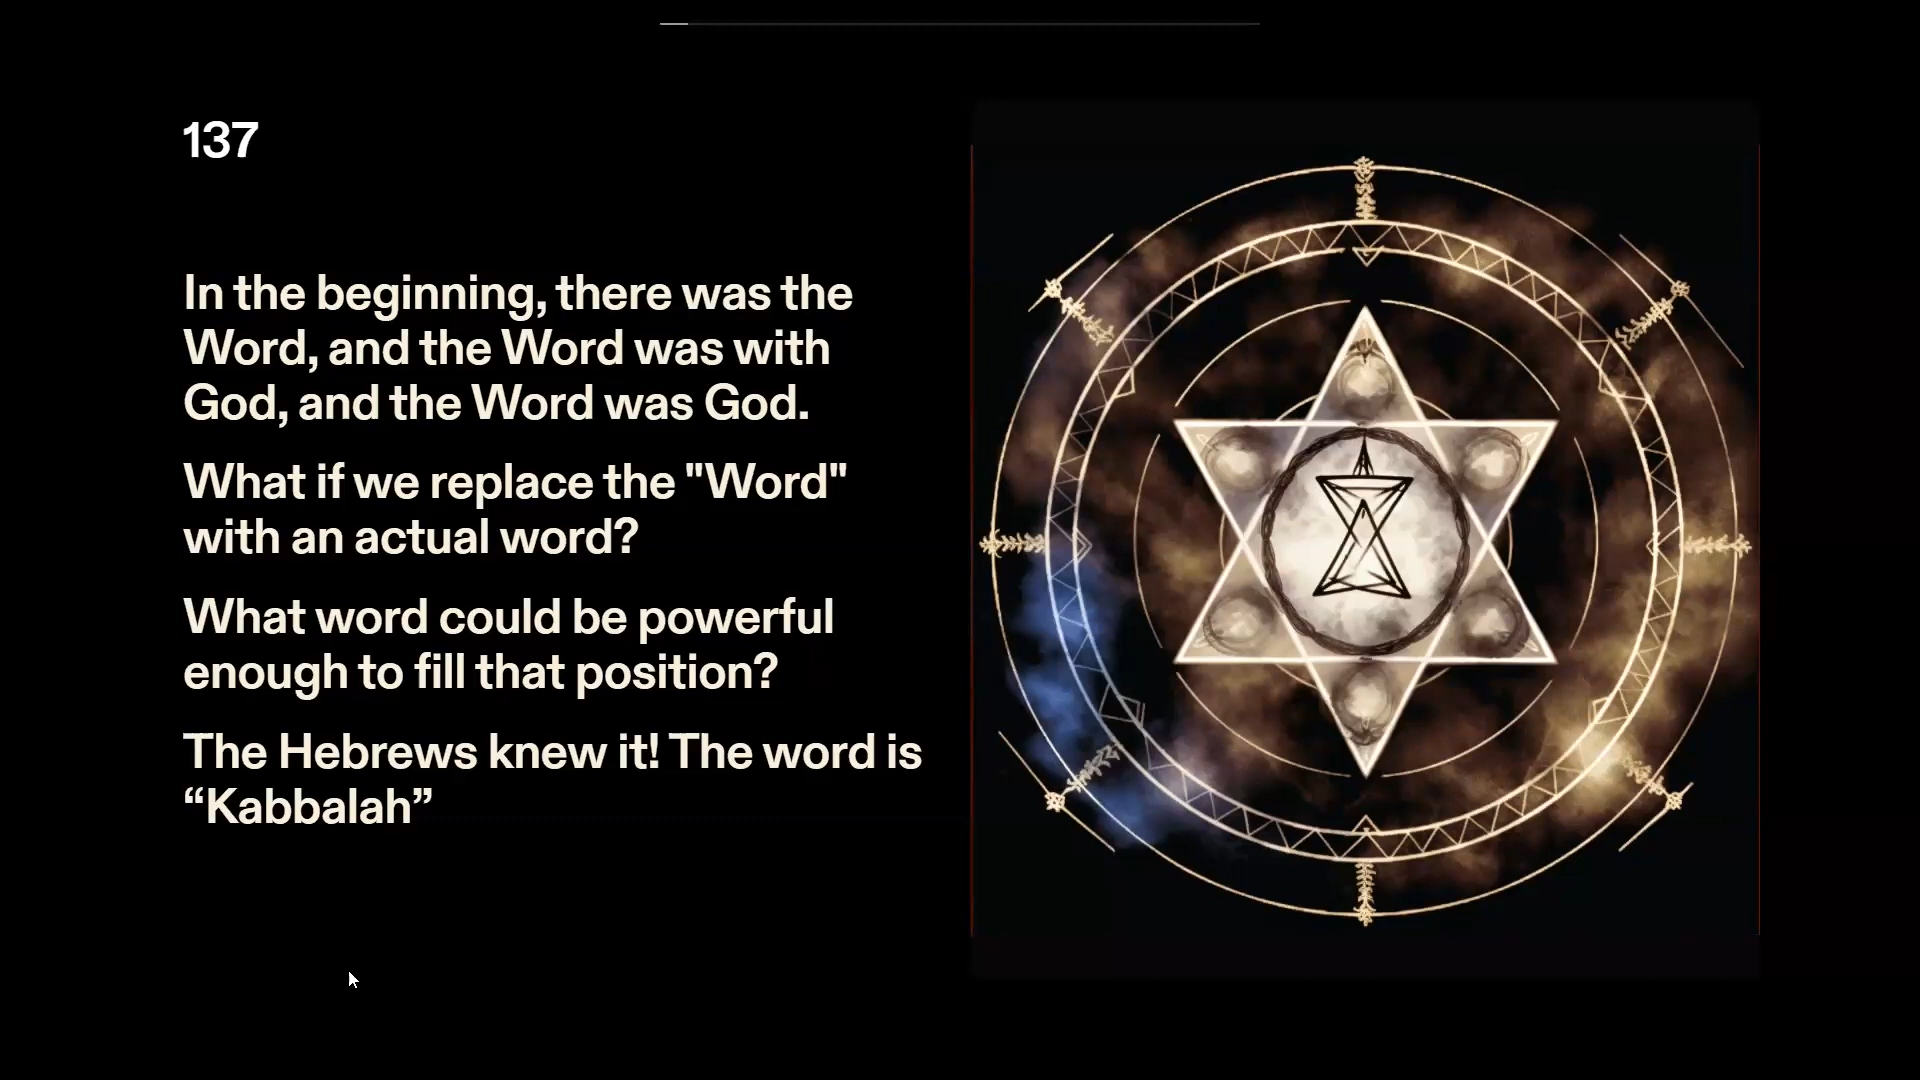 137
In the beginning, there was the
Word, and the Word was with
God, and the Word was God.
What if we replace the "Word"
with an actual word?
What word could be powerful
enough to fill that position?
The Hebrews knew it! The word is
“Kabbalah”